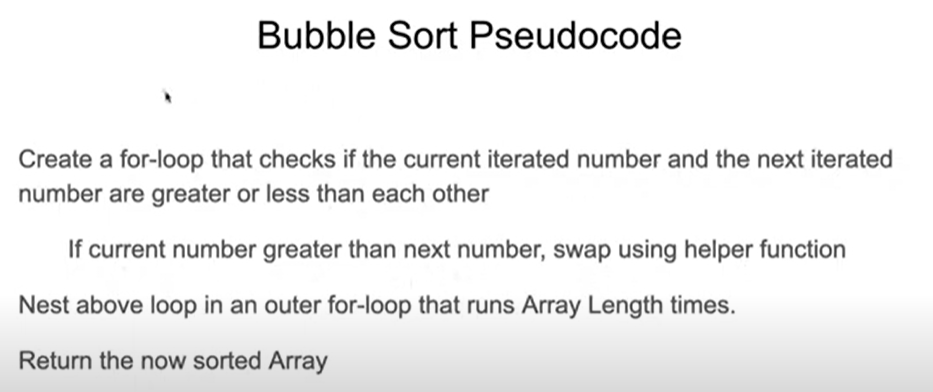 Bubble Sort Pseudocode
Create a for-loop that checks if the current iterated number and the next iterated
number are greater or less than each other
If current number greater than next number, swap using helper function
Nest above loop in an outer for-loop that runs Array Length times.
Return the now sorted Array